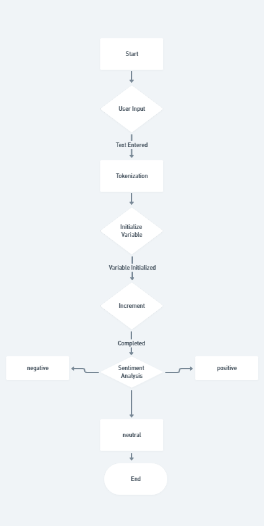 Start
User Input
Text Entered
Tokenization
Initialize
Variable
Variable Initialized
Increment
Completed
Sentiment
Analysis
negative
positive
neutral
End